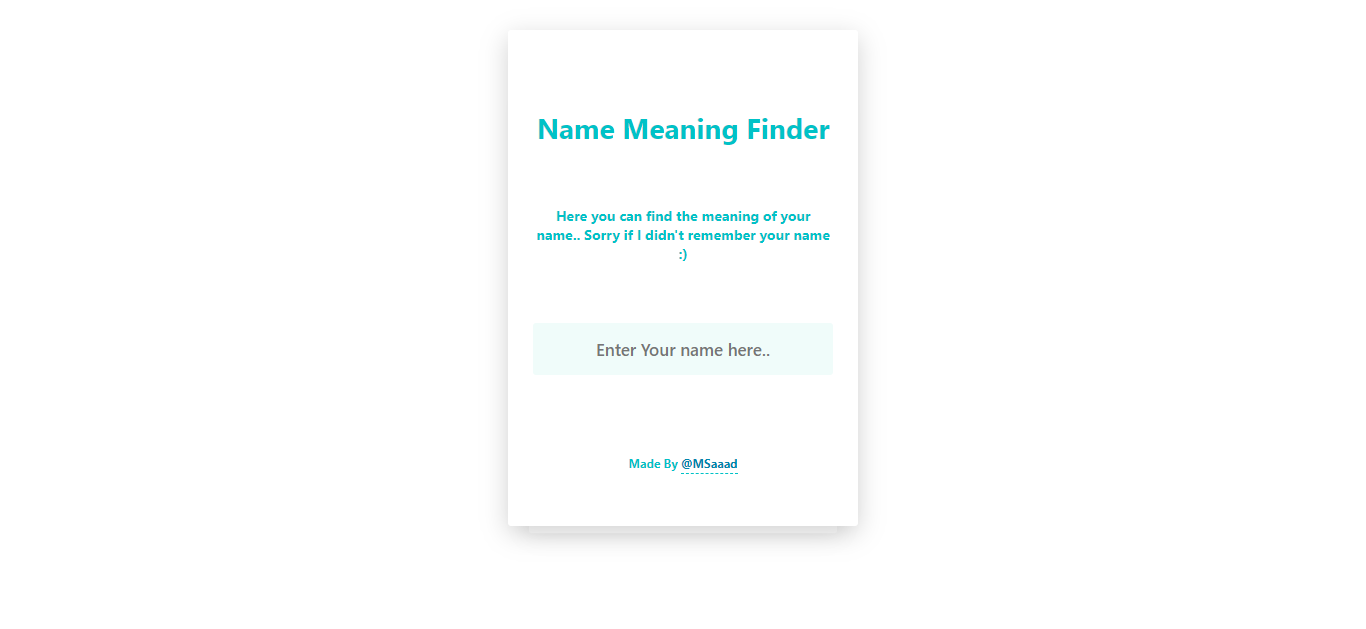 Name Meaning Finder
Here you can find the meaning of your
name.. Sorry if I didn't remember your name
:)
Enter Your name here..
Made By @MSaaad